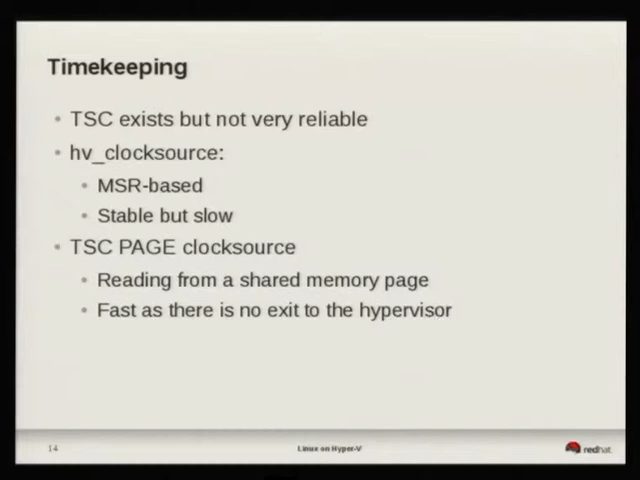 Timekeeping
TSC exists but not very reliable
hv_clocksource:
MSR-based
Stable but slow
TSC PAGE clocksource
Reading from a shared memory page
Fast as there is no exit to the hypervisor
14
Linux on Hyper-V
redhat